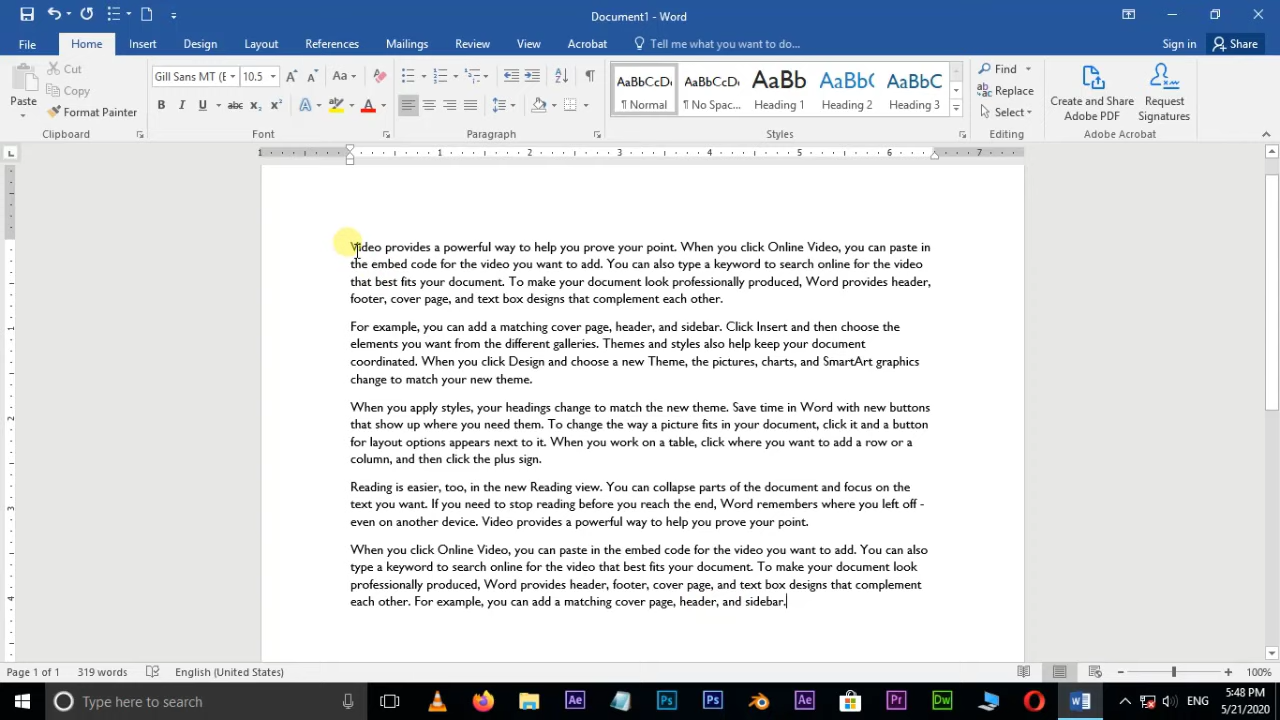 Document1 - Word
File Home Insert Design Layout References Mailings Review View Acrobat Tell me what you want to do... Sign in Share
Paste
Cut
Copy
Format Painter
Clipboard
Gill Sans MT (E 10.5
Font
Paragraph
AaBbCcDc AaBbCcDc AaBb AaBbC AaBbC
¶ Normal ¶ No Spac... Heading 1 Heading 2 Heading 3
Styles
Find
Replace
Select
Editing
Create and Share Adobe PDF
Request Signatures
Adobe Acrobat
1 1 2 3 4 5 6 7
Video provides a powerful way to help you prove your point. When you click Online Video, you can paste in
the embed code for the video you want to add. You can also type a keyword to search online for the video
that best fits your document. To make your document look professionally produced, Word provides header,
footer, cover page, and text box designs that complement each other.
For example, you can add a matching cover page, header, and sidebar. Click Insert and then choose the
elements you want from the different galleries. Themes and styles also help keep your document
coordinated. When you click Design and choose a new Theme, the pictures, charts, and SmartArt graphics
change to match your new theme.
When you apply styles, your headings change to match the new theme. Save time in Word with new buttons
that show up where you need them. To change the way a picture fits in your document, click it and a button
for layout options appears next to it. When you work on a table, click where you want to add a row or a
column, and then click the plus sign.
Reading is easier, too, in the new Reading view. You can collapse parts of the document and focus on the
text you want. If you need to stop reading before you reach the end, Word remembers where you left off -
even on another device. Video provides a powerful way to help you prove your point.
When you click Online Video, you can paste in the embed code for the video you want to add. You can also
type a keyword to search online for the video that best fits your document. To make your document look
professionally produced, Word provides header, footer, cover page, and text box designs that complement
each other. For example, you can add a matching cover page, header, and sidebar.
Page 1 of 1 319 words English (United States) 100%
Type here to search
ENG
5:48 PM
5/21/2020